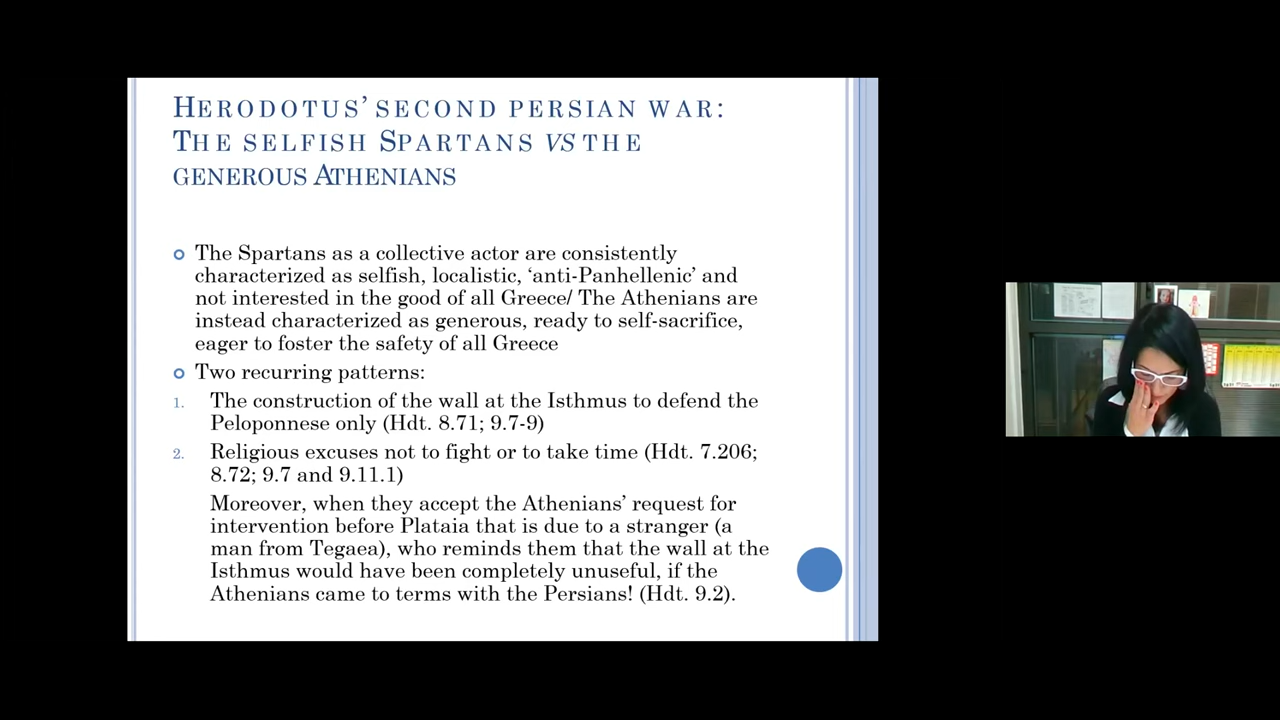 HERODOTUS' SECOND PERSIAN WAR:
THE SELFISH SPARTANS VS THE
GENEROUS ATHENIANS
The Spartans as a collective actor are consistently
characterized as selfish, localistic, ‘anti-Panhellenic’ and
not interested in the good of all Greece/ The Athenians are
instead characterized as generous, ready to self-sacrifice,
eager to foster the safety of all Greece
Two recurring patterns:
1. The construction of the wall at the Isthmus to defend the
Peloponnese only (Hdt. 8.71; 9.7-9)
2. Religious excuses not to fight or to take time (Hdt. 7.206;
8.72; 9.7 and 9.11.1)
Moreover, when they accept the Athenians’ request for
intervention before Plataia that is due to a stranger (a
man from Tegaea), who reminds them that the wall at the
Isthmus would have been completely unuseful, if the
Athenians came to terms with the Persians! (Hdt. 9.2).